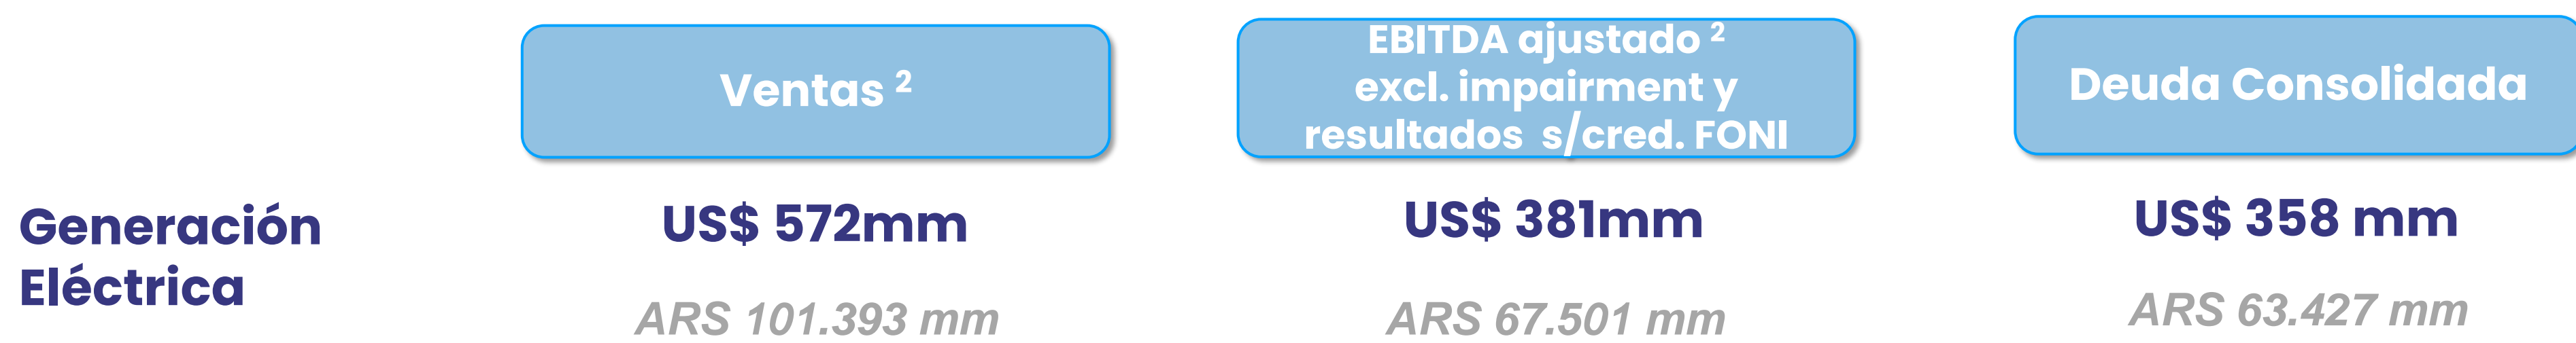 Ventas ²
EBITDA ajustado ²
excl. impairment y
resultados s/cred. FONI
Deuda Consolidada
Generación
Eléctrica
US$ 572mm
US$ 381mm
US$ 358 mm
ARS 101.393 mm
ARS 67.501 mm
ARS 63.427 mm